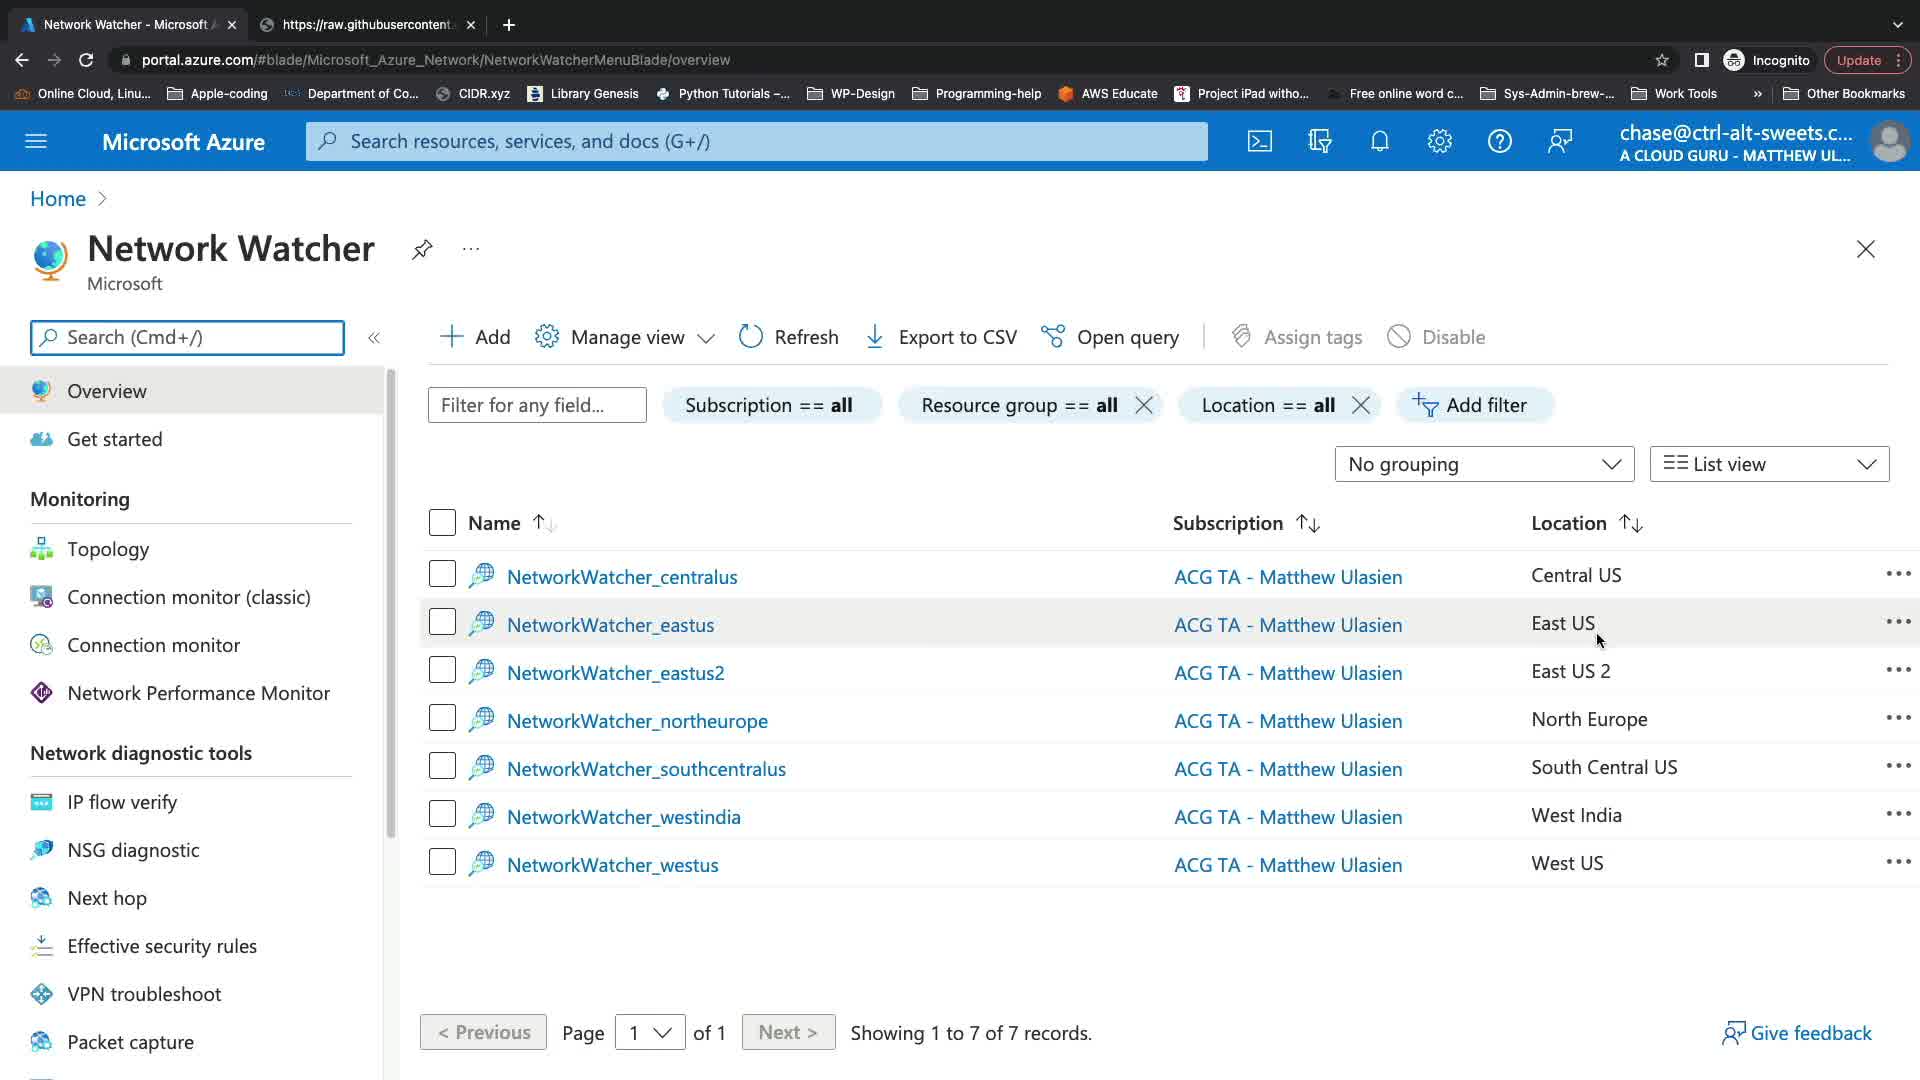 Network Watcher - Microsoft A
https://raw.githubusercontent.
portal.azure.com/#blade/Microsoft_Azure_Network/NetworkWatcherMenuBlade/overview
Incognito
Update
Online Cloud, Linu...
Apple-coding
Department of Co...
CIDR.xyz
Library Genesis
Python Tutorials –...
WP-Design
Programming-help
AWS Educate
Project iPad witho...
Free online word c...
Sys-Admin-brew-...
Work Tools
»
Other Bookmarks
Microsoft Azure
Search resources, services, and docs (G+/)
chase@ctrl-alt-sweets.c...
A CLOUD GURU - MATTHEW UL...
Home
Network Watcher
...
Microsoft
Search (Cmd+/)
«
Add
Manage view
Refresh
Export to CSV
Open query
Assign tags
Disable
Overview
Get started
Monitoring
Topology
Connection monitor (classic)
Connection monitor
Network Performance Monitor
Network diagnostic tools
IP flow verify
NSG diagnostic
Next hop
Effective security rules
VPN troubleshoot
Packet capture
Filter for any field...
Subscription == all
Resource group == all
Location == all
Add filter
No grouping
List view
Name
Subscription
Location
NetworkWatcher_centralus
ACG TA - Matthew Ulasien
Central US
NetworkWatcher_eastus
ACG TA - Matthew Ulasien
East US
NetworkWatcher_eastus2
ACG TA - Matthew Ulasien
East US 2
NetworkWatcher_northeurope
ACG TA - Matthew Ulasien
North Europe
NetworkWatcher_southcentralus
ACG TA - Matthew Ulasien
South Central US
NetworkWatcher_westindia
ACG TA - Matthew Ulasien
West India
NetworkWatcher_westus
ACG TA - Matthew Ulasien
West US
< Previous
Page
1
of 1
Next >
Showing 1 to 7 of 7 records.
Give feedback